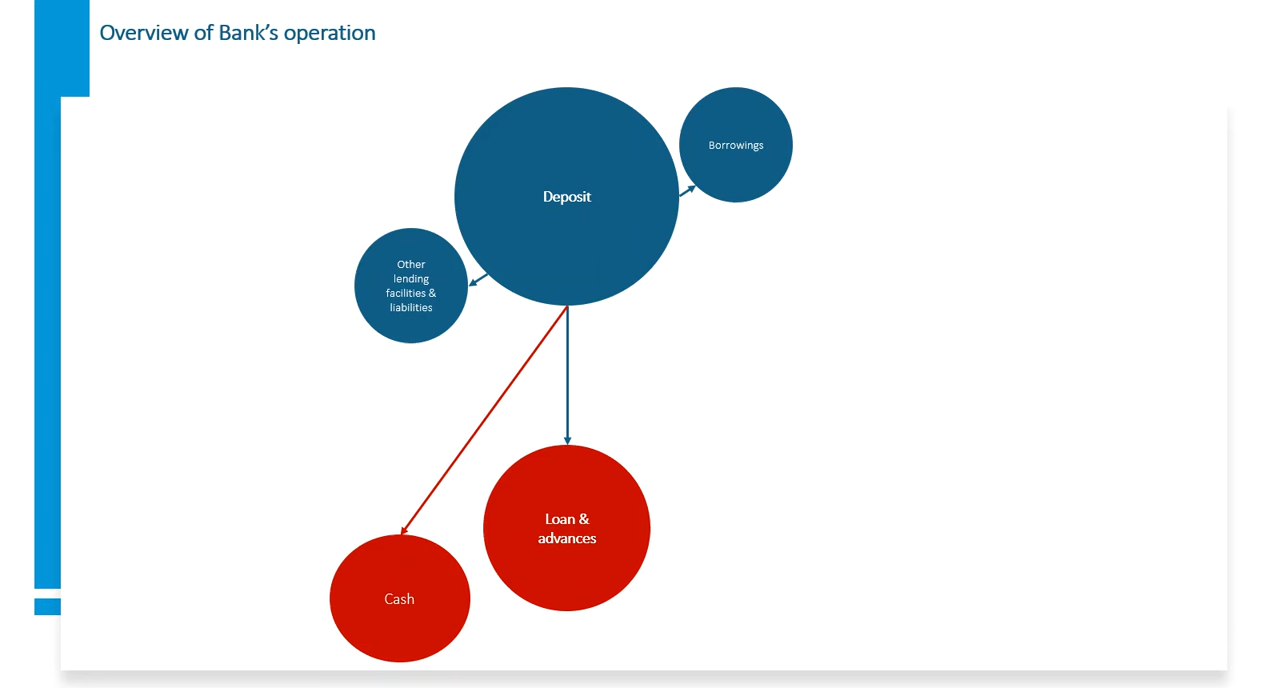 Overview of Bank’s operation
Borrowings
Deposit
Other
lending
facilities &
liabilities
Loan &
advances
Cash